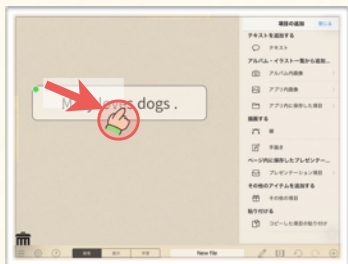 項目の追加 閉じる
テキストを追加する
テキスト
アルバム・イラスト一覧から追加...
アルバム内画像
アプリ内画像
アプリ内に保存した項目
描画する
線
手書き
ページ内に保存したプレゼンテー...
プレゼンテーション項目
その他のアイテムを追加する
その他の項目
貼り付ける
コピーした項目の貼り付け
loves dogs .
New file